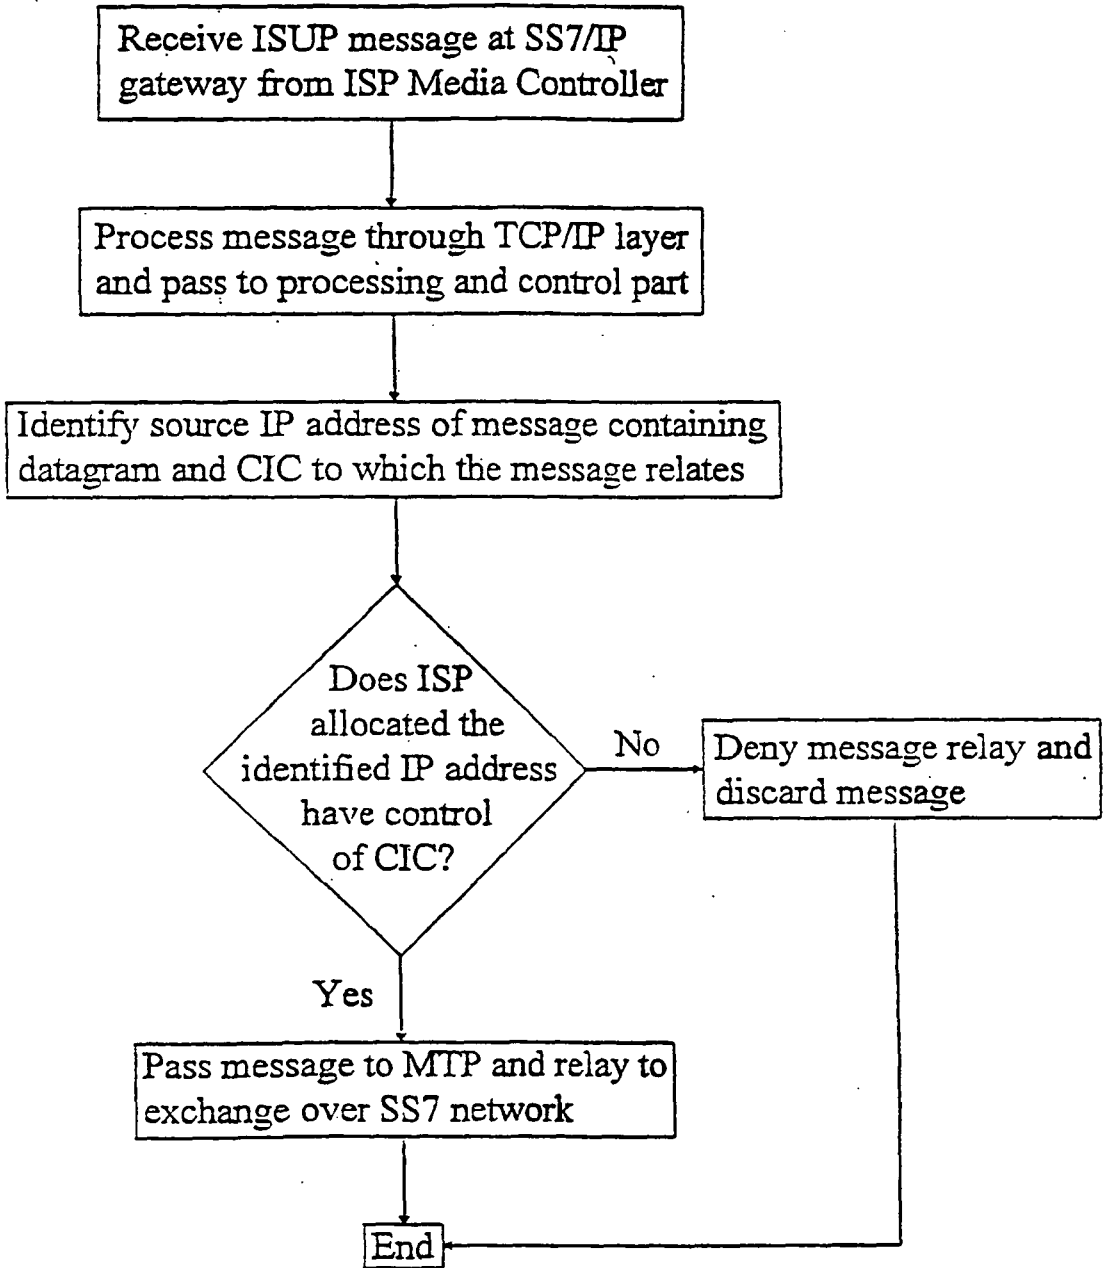 Receive ISUP message at SS7/IP
gateway from ISP Media Controller
Process message through TCP/IP layer
and pass to processing and control part
Identify source IP address of message containing
datagram and CIC to which the message relates
Does ISP
allocated the
identified IP address
have control
of CIC?
No
Deny message relay and
discard message
Yes
Pass message to MTP and relay to
exchange over SS7 network
End